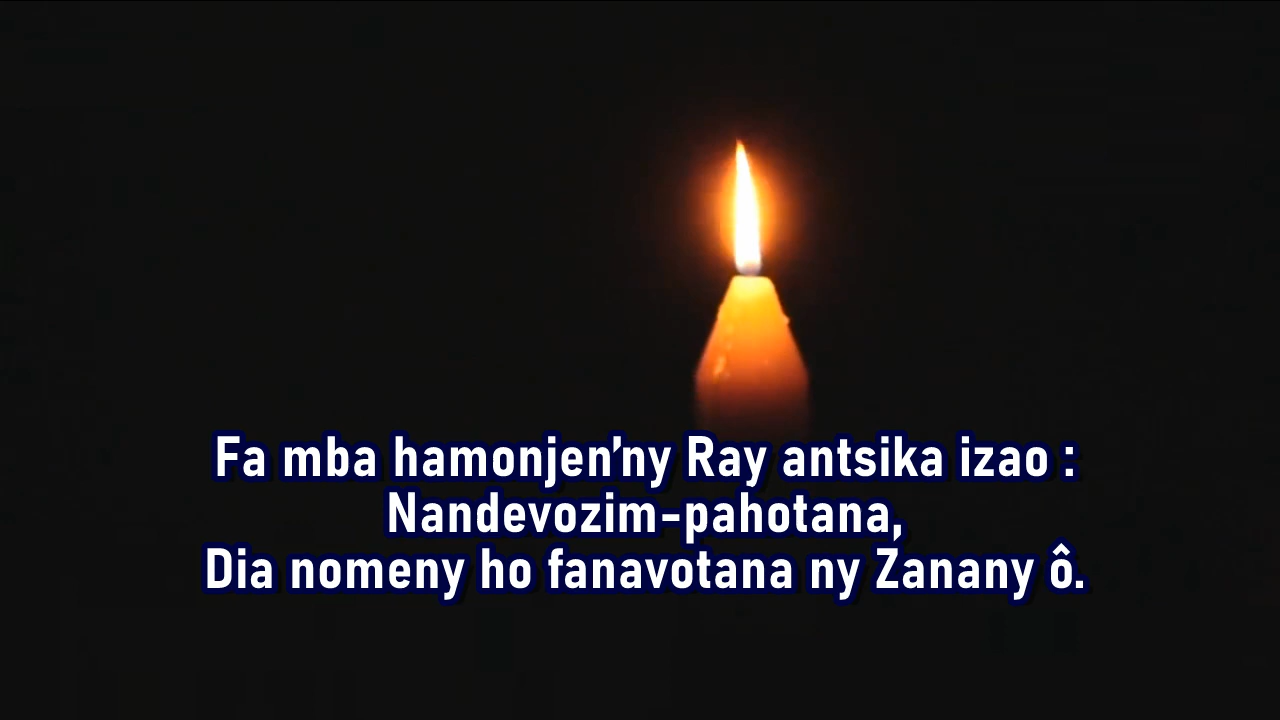 Fa mba hamonjen’ny Ray antsika izao :
Nandevozim-pahotana,
Dia nomeny ho fanavotana ny Zanany ô.